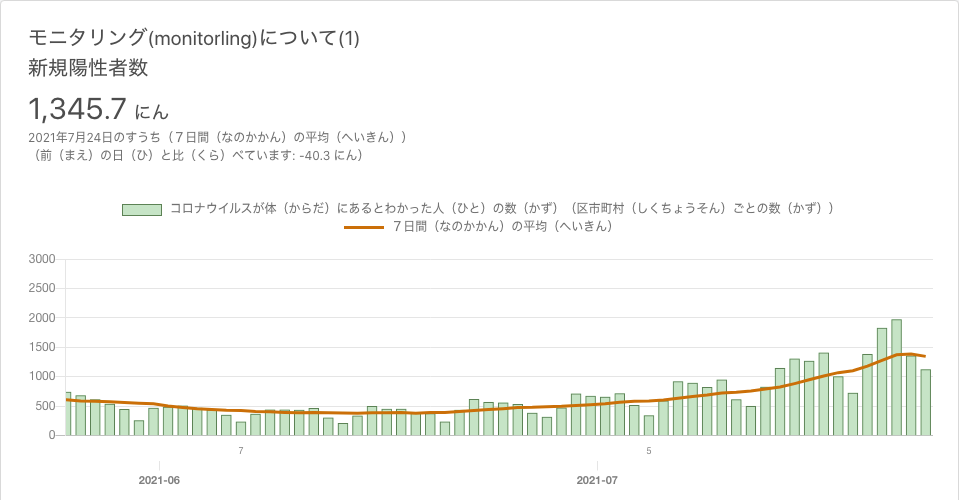 モニタリング(monitorling)について(1)
新規陽性者数
1,345.7 にん
2021年7月24日のすうち（７日間（なのかかん）の平均（へいきん））
（前（まえ）の日（ひ）と比（くら）べています: -40.3 にん）
コロナウイルスが体（からだ）にあるとわかった人（ひと）の数（かず）（区市町村（しくちょうそん）ごとの数（かず））
７日間（なのかかん）の平均（へいきん）
3000
2500
2000
1500
1000
500
0
7 5
2021-06 2021-07